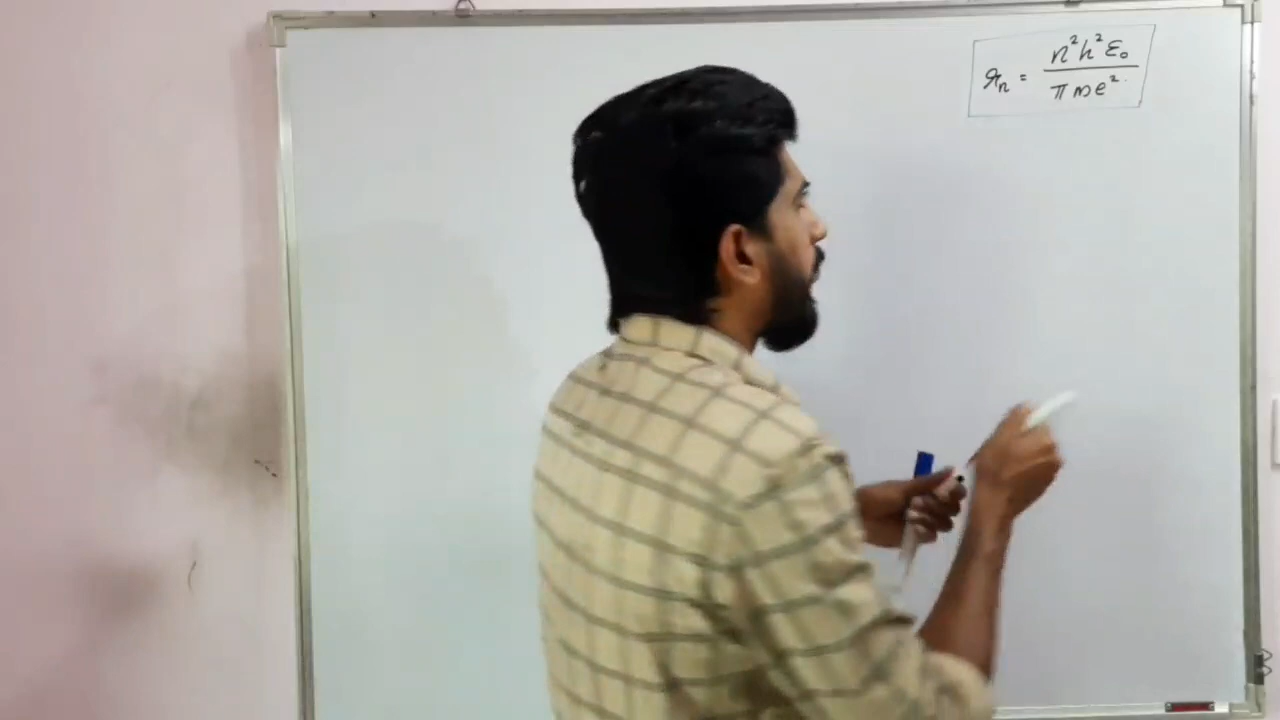 rₙ = n²h²ε₀ / πme²